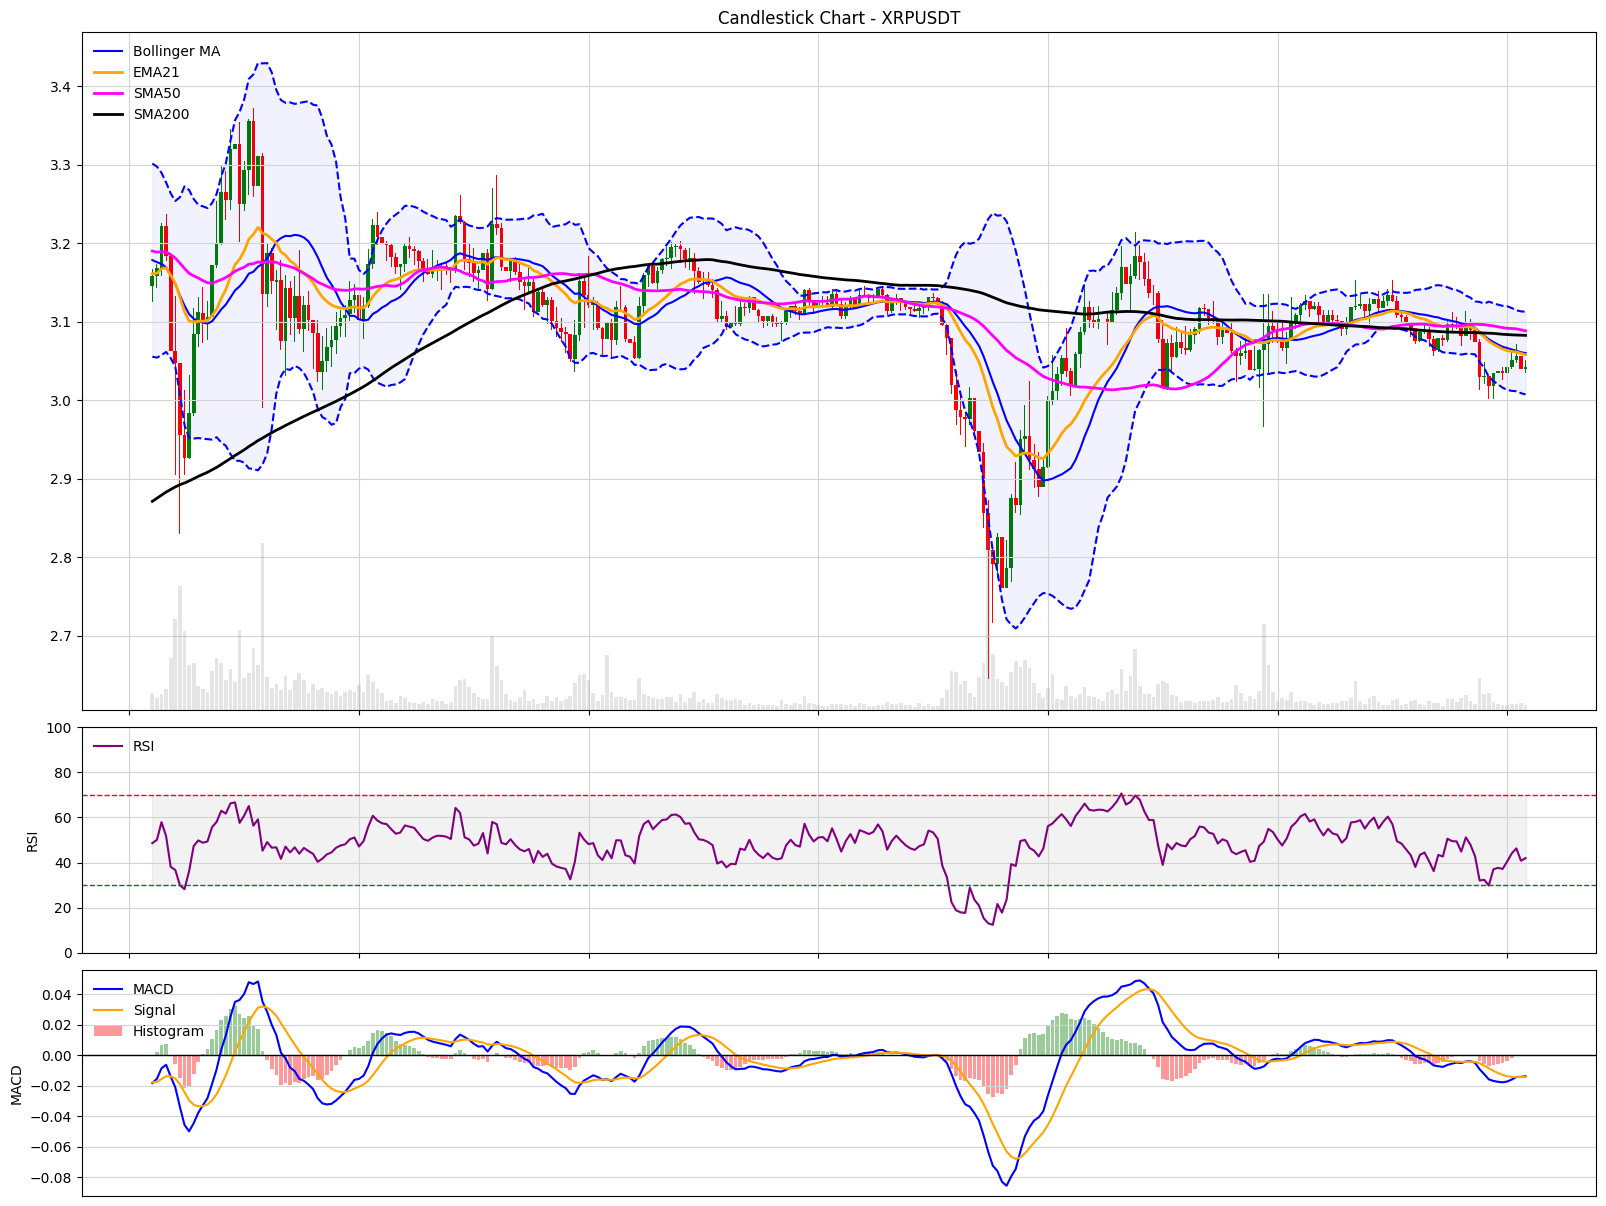 Candlestick Chart - XRPUSDT
Bollinger MA
EMA21
SMA50
SMA200
3.4
3.3
3.2
3.1
3.0
2.9
2.8
2.7
100
80
60
40
20
0
RSI
RSI
0.04
0.02
0.00
−0.02
−0.04
−0.06
−0.08
MACD
MACD
Signal
Histogram